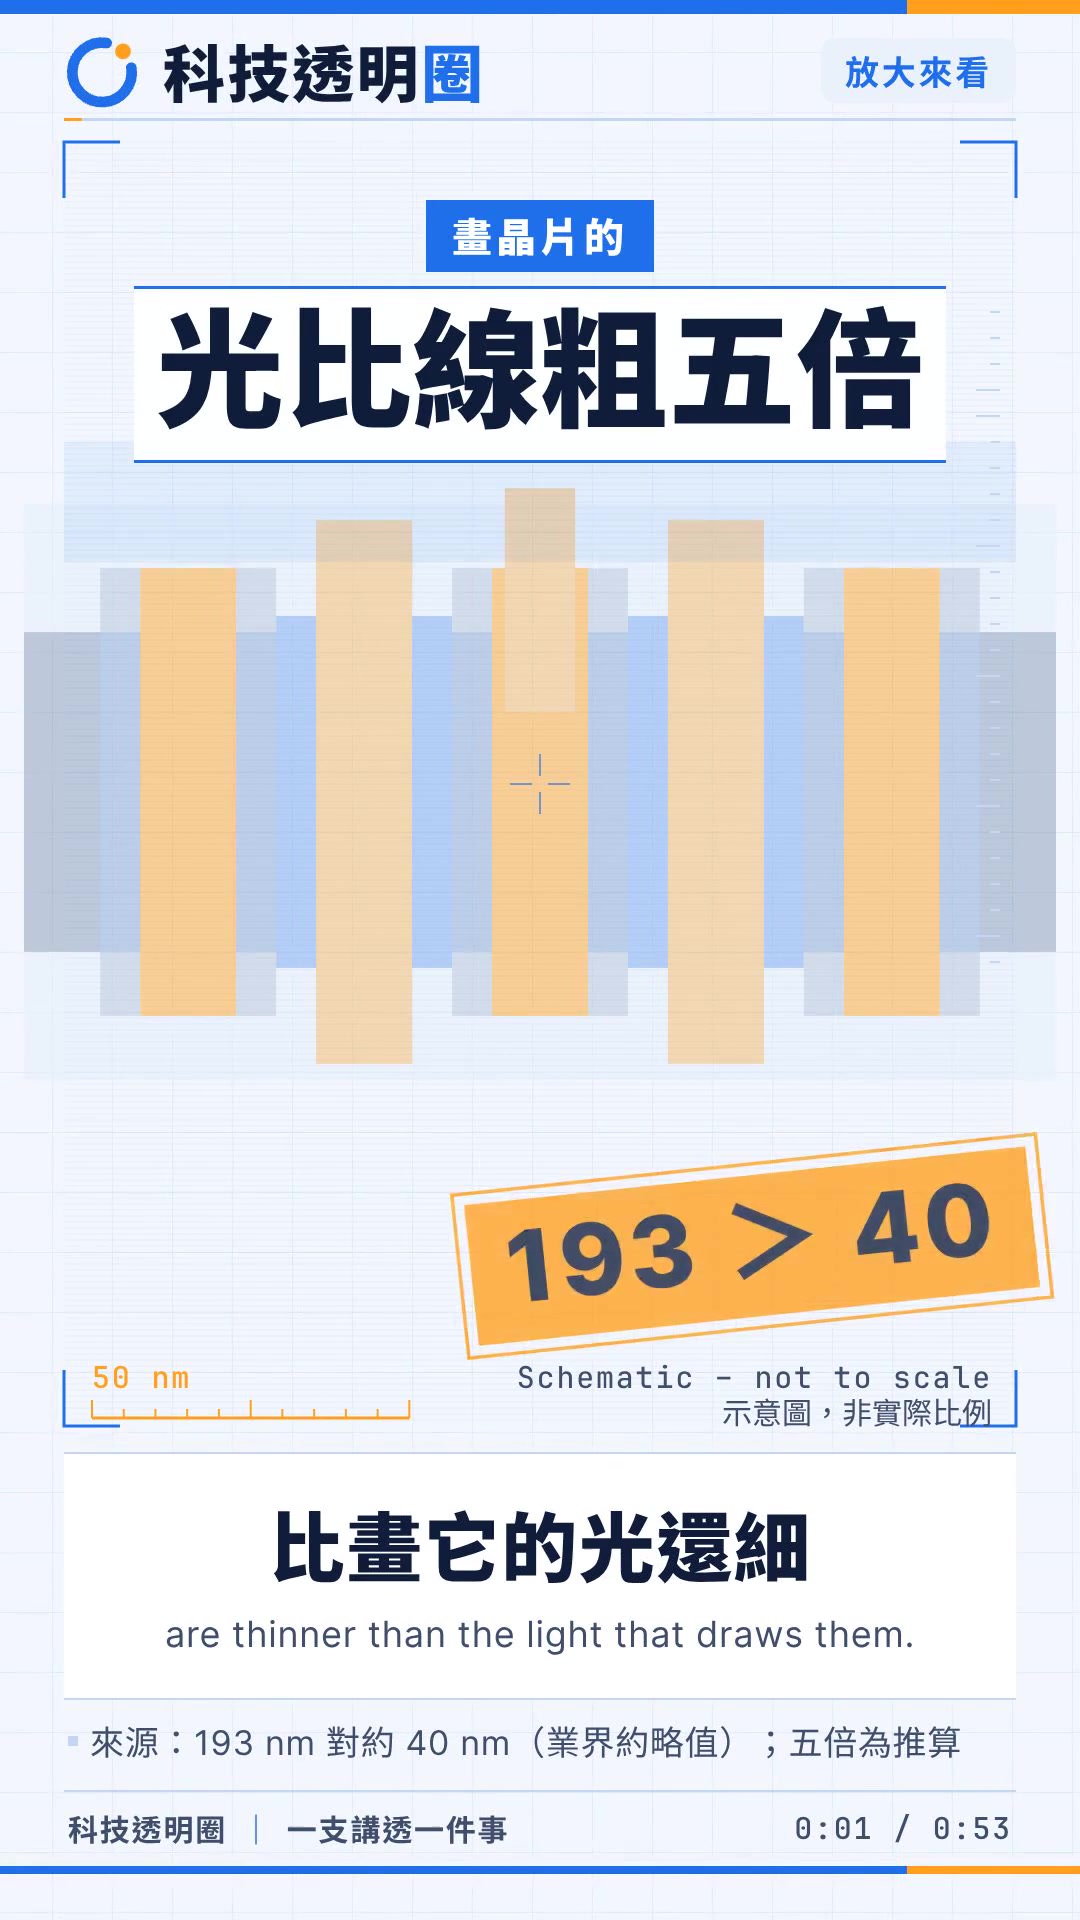 科技透明圈
放大來看
畫晶片的
光比線粗五倍
193 > 40
50 nm
Schematic – not to scale
示意圖，非實際比例
比畫它的光還細
are thinner than the light that draws them.
來源：193 nm 對約 40 nm（業界約略值）；五倍為推算
科技透明圈｜一支講透一件事
0:01 / 0:53